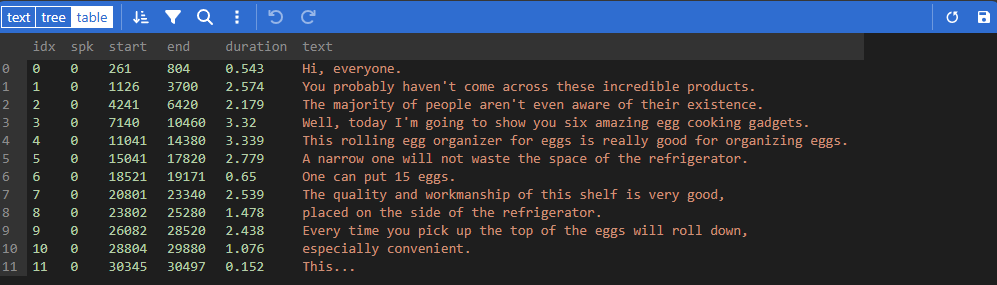 text tree table
idx spk start end duration text
0 0 0 261 804 0.543 Hi, everyone.
1 1 0 1126 3700 2.574 You probably haven't come across these incredible products.
2 2 0 4241 6420 2.179 The majority of people aren't even aware of their existence.
3 3 0 7140 10460 3.32 Well, today I'm going to show you six amazing egg cooking gadgets.
4 4 0 11041 14380 3.339 This rolling egg organizer for eggs is really good for organizing eggs.
5 5 0 15041 17820 2.779 A narrow one will not waste the space of the refrigerator.
6 6 0 18521 19171 0.65 One can put 15 eggs.
7 7 0 20801 23340 2.539 The quality and workmanship of this shelf is very good,
8 8 0 23802 25280 1.478 placed on the side of the refrigerator.
9 9 0 26082 28520 2.438 Every time you pick up the top of the eggs will roll down,
10 10 0 28804 29880 1.076 especially convenient.
11 11 0 30345 30497 0.152 This...